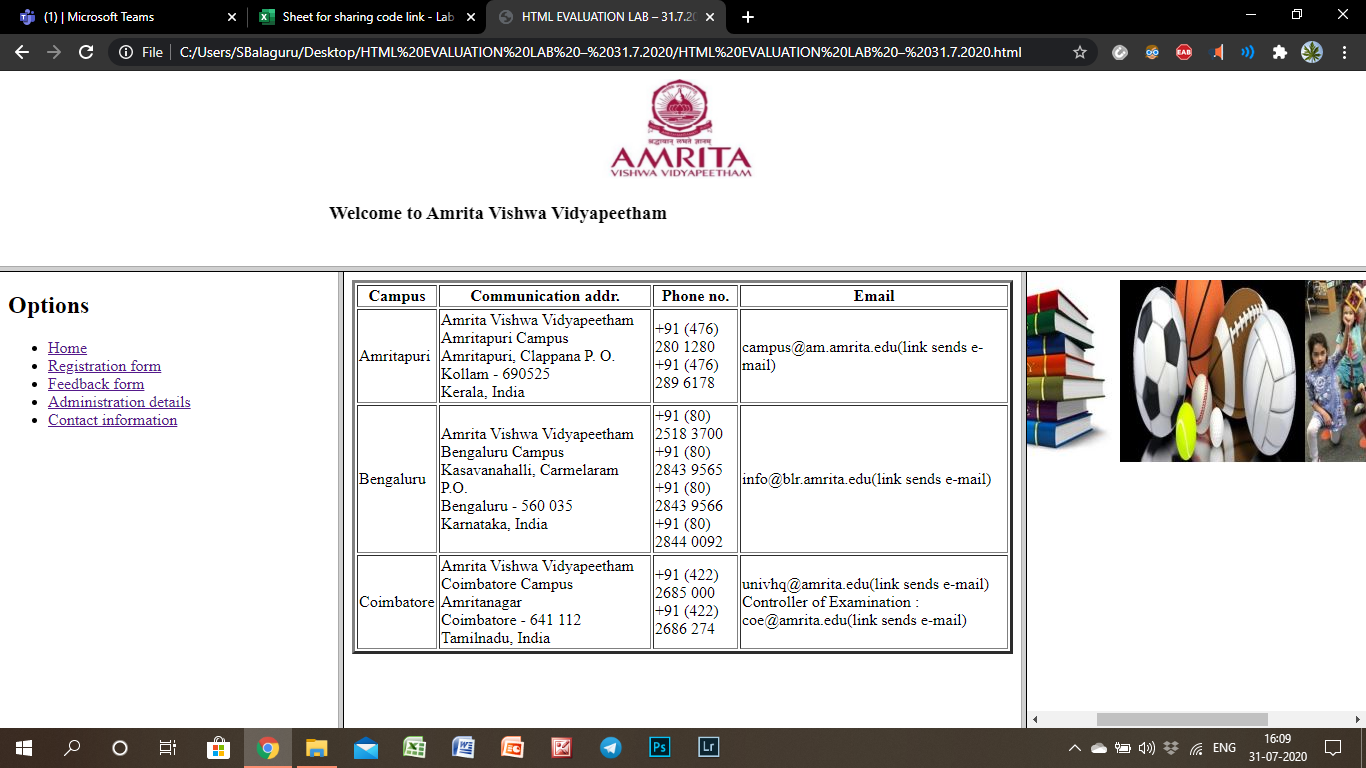 (1) | Microsoft Teams
Sheet for sharing code link - Lab
HTML EVALUATION LAB – 31.7.20
File
C:/Users/SBalaguru/Desktop/HTML%20EVALUATION%20LAB%20–%2031.7.2020/HTML%20EVALUATION%20LAB%20–%2031.7.2020.html
EAB
श्रद्धावान् लभते ज्ञानम्
AMRITA
VISHWA VIDYAPEETHAM
Welcome to Amrita Vishwa Vidyapeetham
Options
Home
Registration form
Feedback form
Administration details
Contact information
Campus Communication addr. Phone no. Email
Amritapuri
Amrita Vishwa Vidyapeetham
Amritapuri Campus
Amritapuri, Clappana P. O.
Kollam - 690525
Kerala, India
+91 (476)
280 1280
+91 (476)
289 6178
campus@am.amrita.edu(link sends e-
mail)
Bengaluru
Amrita Vishwa Vidyapeetham
Bengaluru Campus
Kasavanahalli, Carmelaram
P.O.
Bengaluru - 560 035
Karnataka, India
+91 (80)
2518 3700
+91 (80)
2843 9565
+91 (80)
2843 9566
+91 (80)
2844 0092
info@blr.amrita.edu(link sends e-mail)
Coimbatore
Amrita Vishwa Vidyapeetham
Coimbatore Campus
Amritanagar
Coimbatore - 641 112
Tamilnadu, India
+91 (422)
2685 000
+91 (422)
2686 274
univhq@amrita.edu(link sends e-mail)
Controller of Examination :
coe@amrita.edu(link sends e-mail)
Ps
Lr
ENG
16:09
31-07-2020